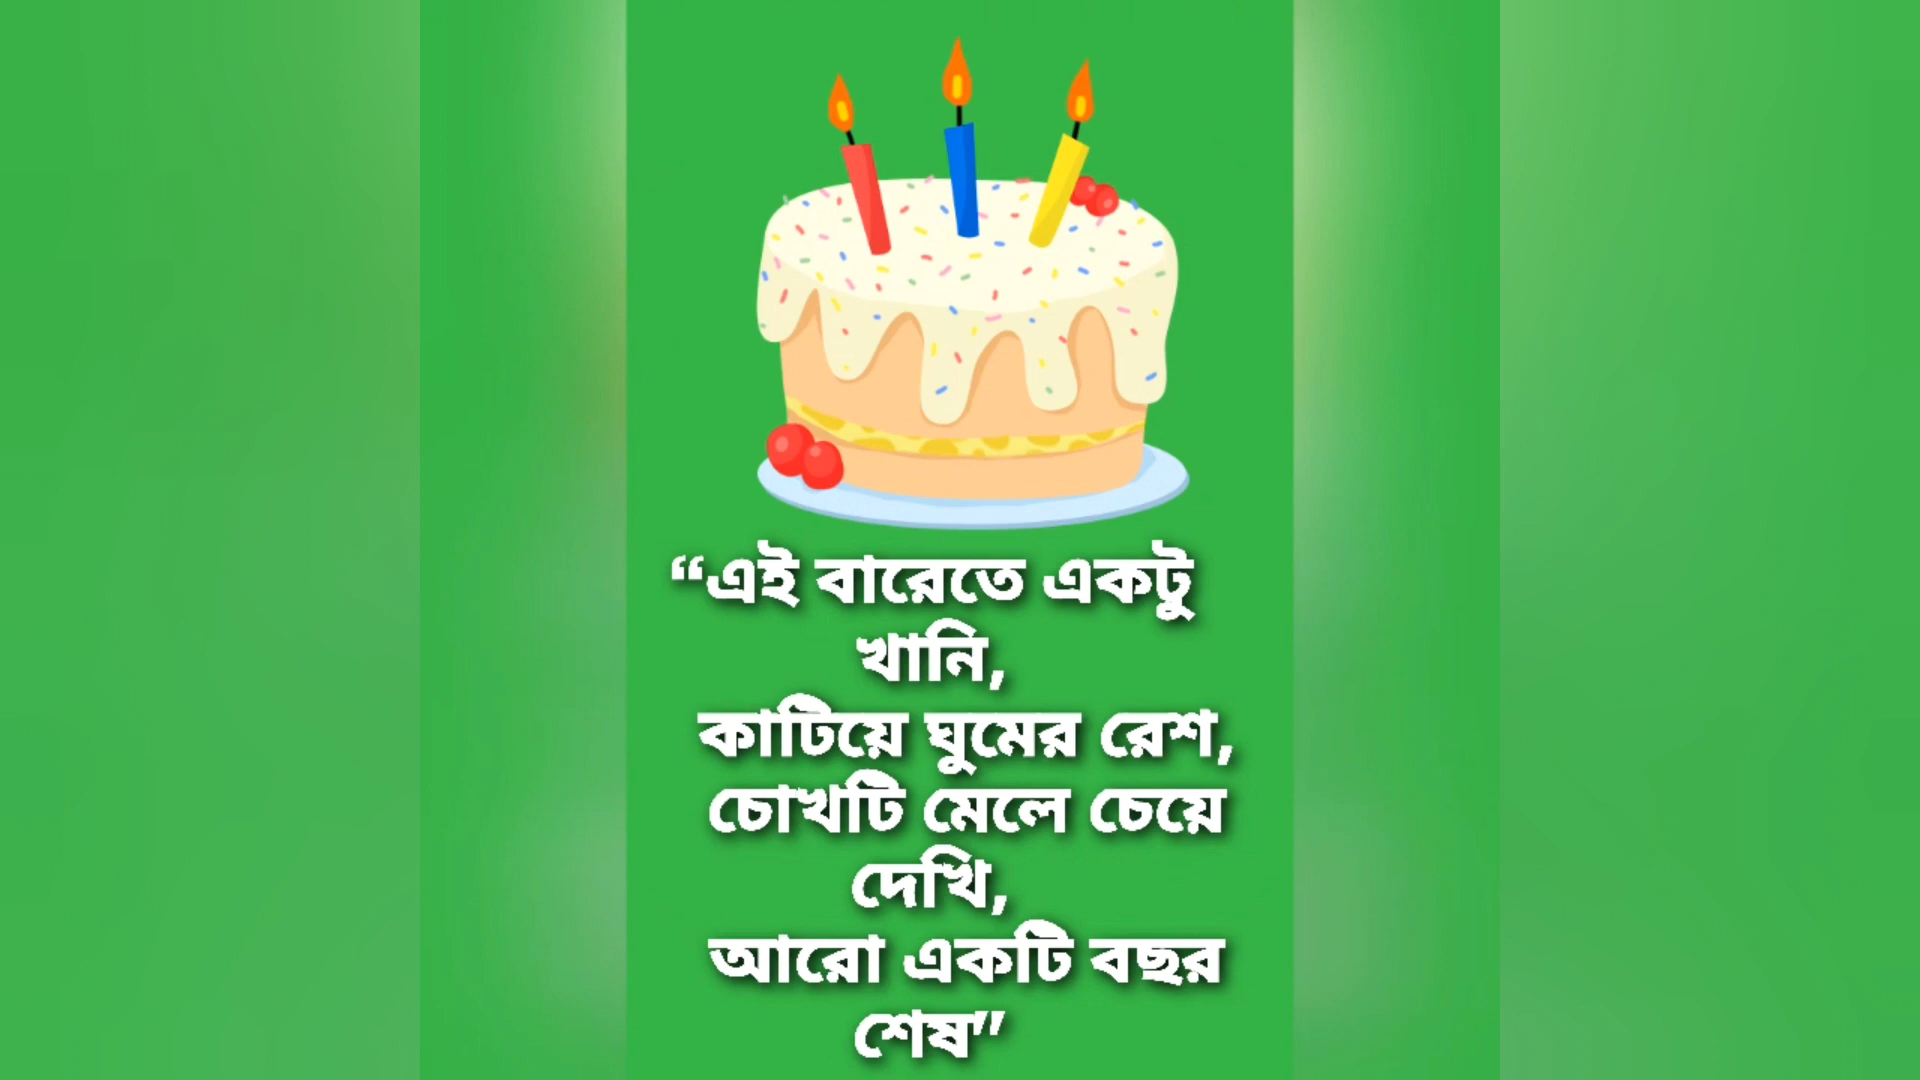 “এই বারেতে একটু
খানি,
কাটিয়ে ঘুমের রেশ,
চোখটি মেলে চেয়ে
দেখি,
আরো একটি বছর
শেষ”